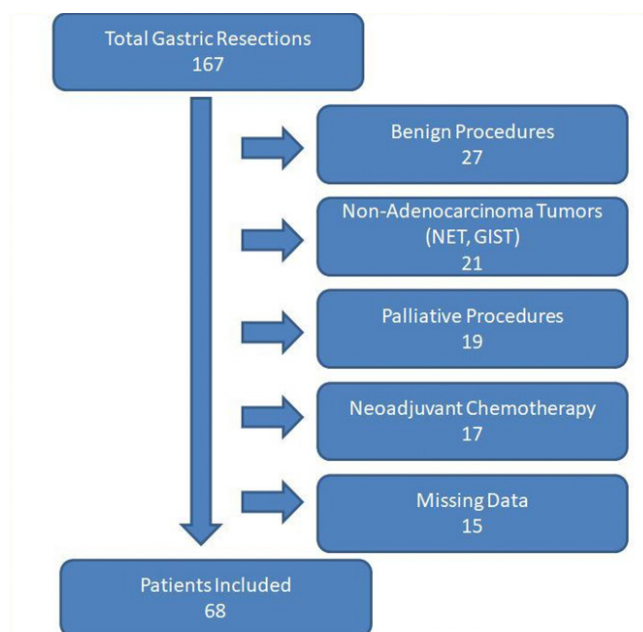 Total Gastric Resections
167
Benign Procedures
27
Non-Adenocarcinoma Tumors
(NET, GIST)
21
Palliative Procedures
19
Neoadjuvant Chemotherapy
17
Missing Data
15
Patients Included
68